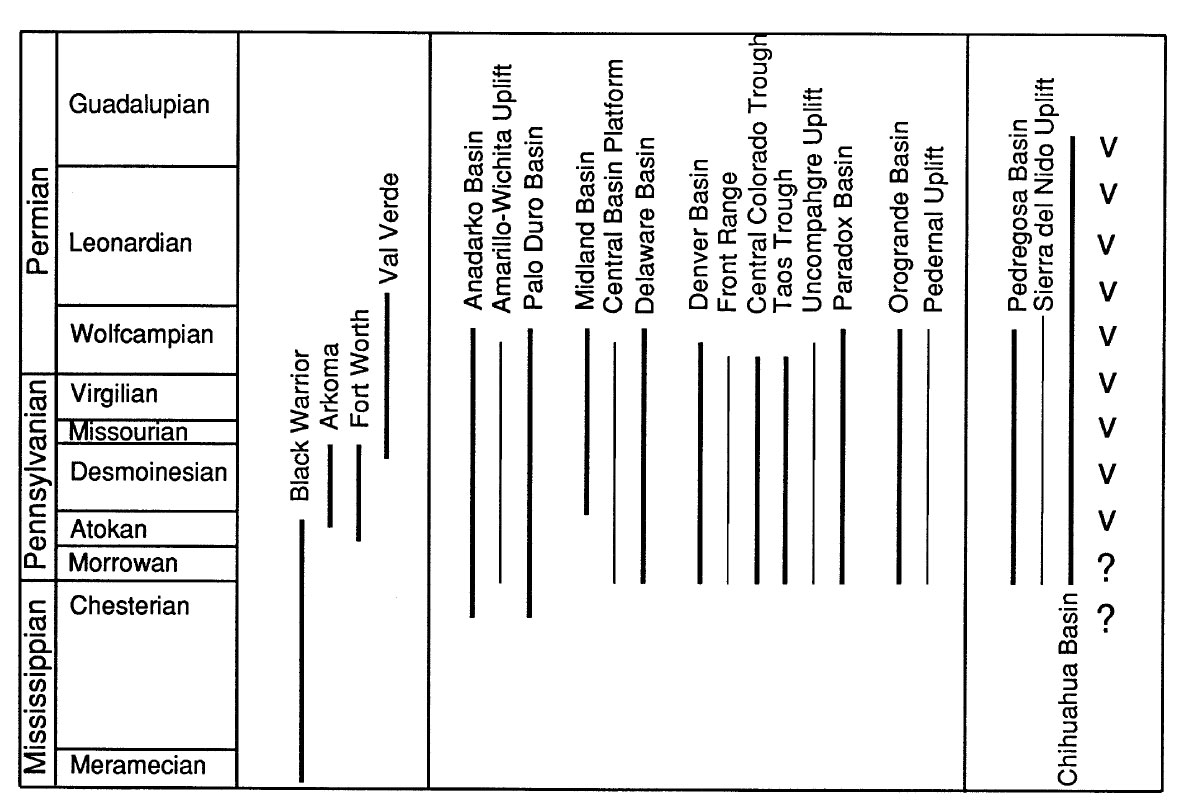 Permian
Pennsylvanian
Mississippian
Guadalupian
Leonardian
Wolfcampian
Virgilian
Missourian
Desmoinesian
Atokan
Morrowan
Chesterian
Meramecian
Black Warrior
Arkoma
Fort Worth
Val Verde
Anadarko Basin
Amarillo-Wichita Uplift
Palo Duro Basin
Midland Basin
Central Basin Platform
Delaware Basin
Denver Basin
Front Range
Central Colorado Trough
Taos Trough
Uncompahgre Uplift
Paradox Basin
Orogrande Basin
Pedernal Uplift
Pedregosa Basin
Sierra del Nido Uplift
Chihuahua Basin
V
V
V
V
V
V
V
V
V
?
?